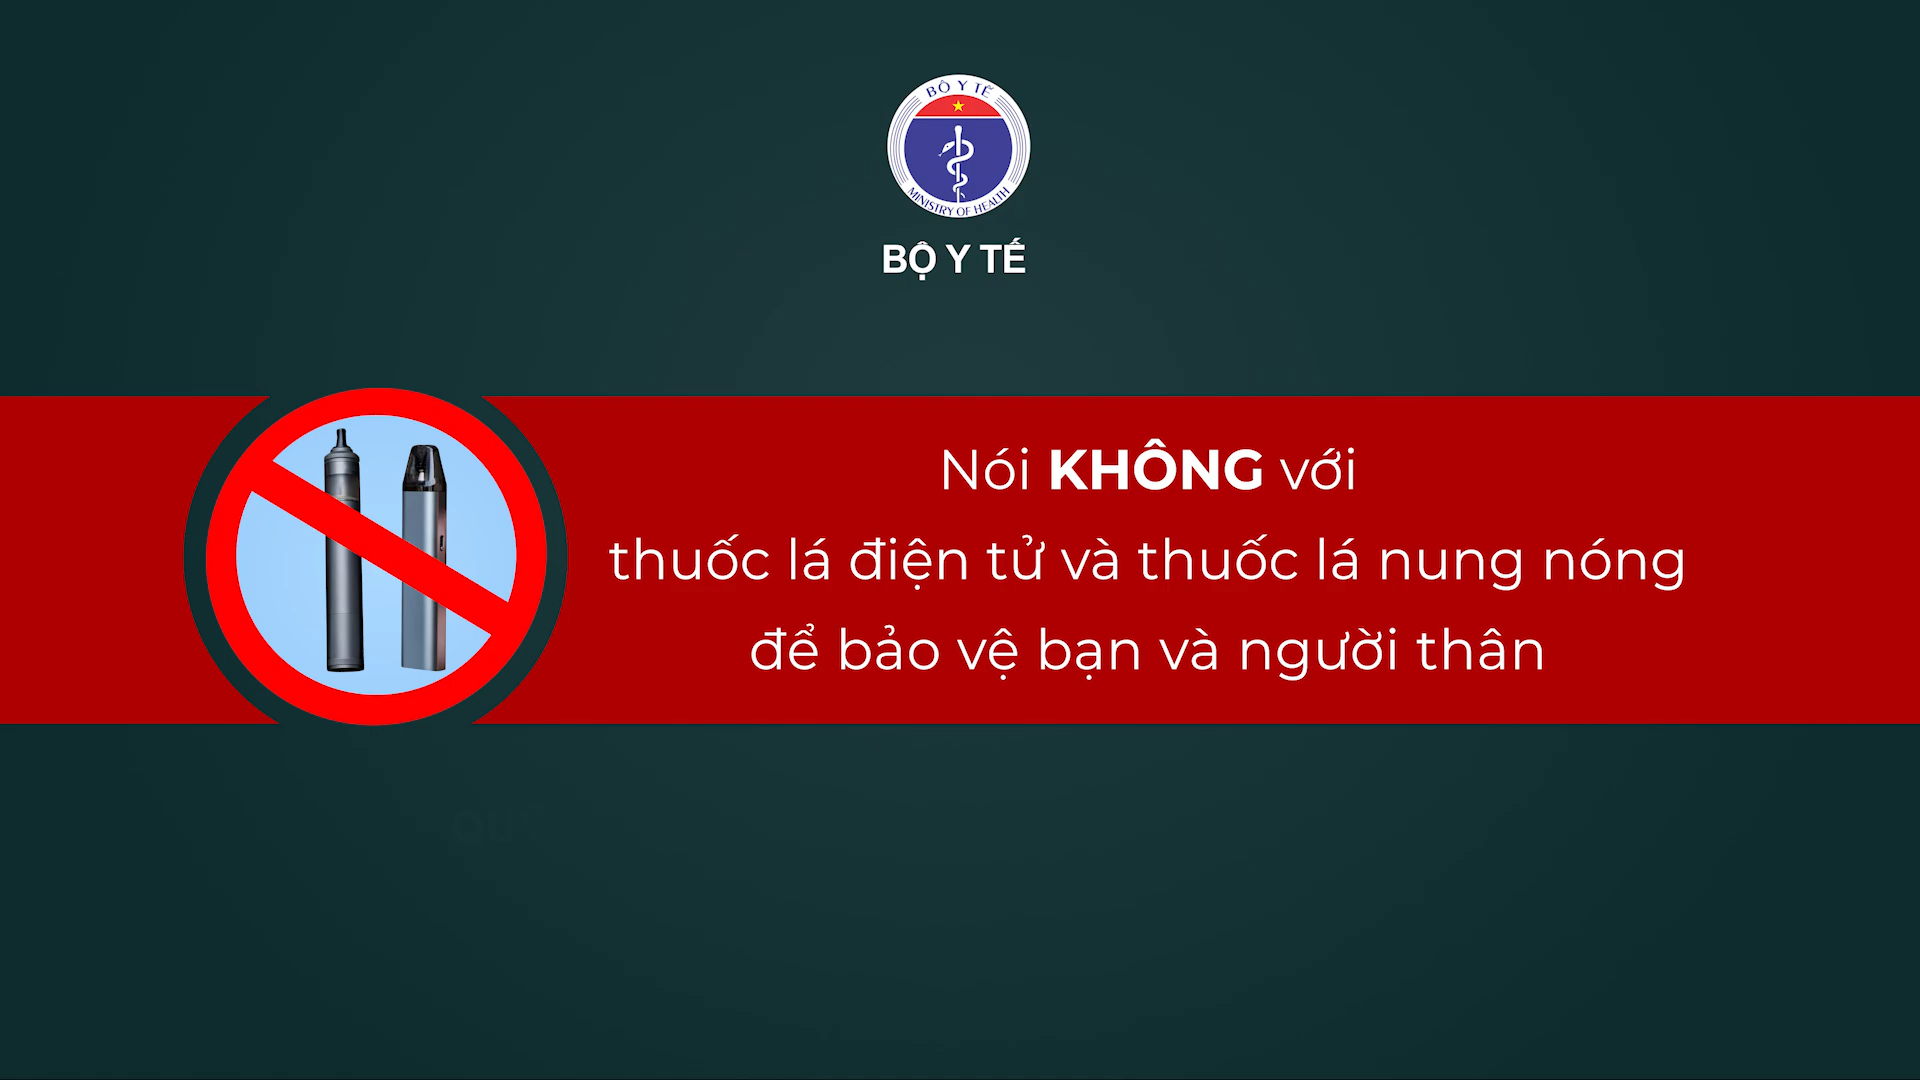 BỘ Y TẾ
MINISTRY OF HEALTH
BỘ Y TẾ
Nói KHÔNG với
thuốc lá điện tử và thuốc lá nung nóng
để bảo vệ bạn và người thân